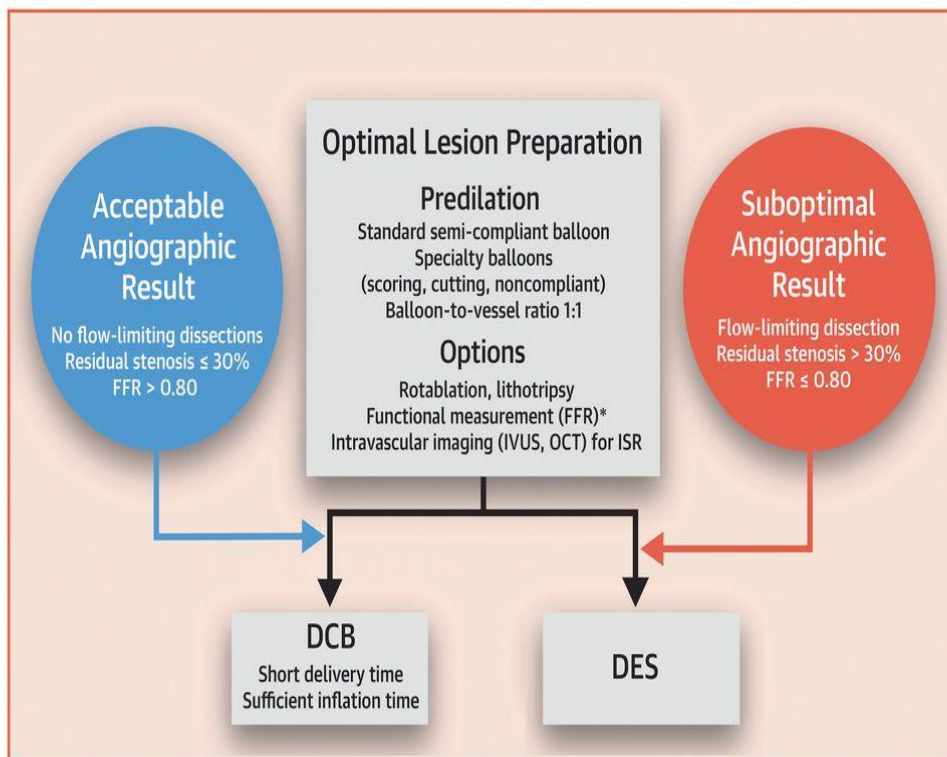 Optimal Lesion Preparation
Predilation
Standard semi-compliant balloon
Specialty balloons
(scoring, cutting, noncompliant)
Balloon-to-vessel ratio 1:1
Options
Rotablation, lithotripsy
Functional measurement (FFR)*
Intravascular imaging (IVUS, OCT) for ISR
Acceptable
Angiographic
Result
No flow-limiting dissections
Residual stenosis ≤ 30%
FFR > 0.80
Suboptimal
Angiographic
Result
Flow-limiting dissection
Residual stenosis > 30%
FFR ≤ 0.80
DCB
Short delivery time
Sufficient inflation time
DES